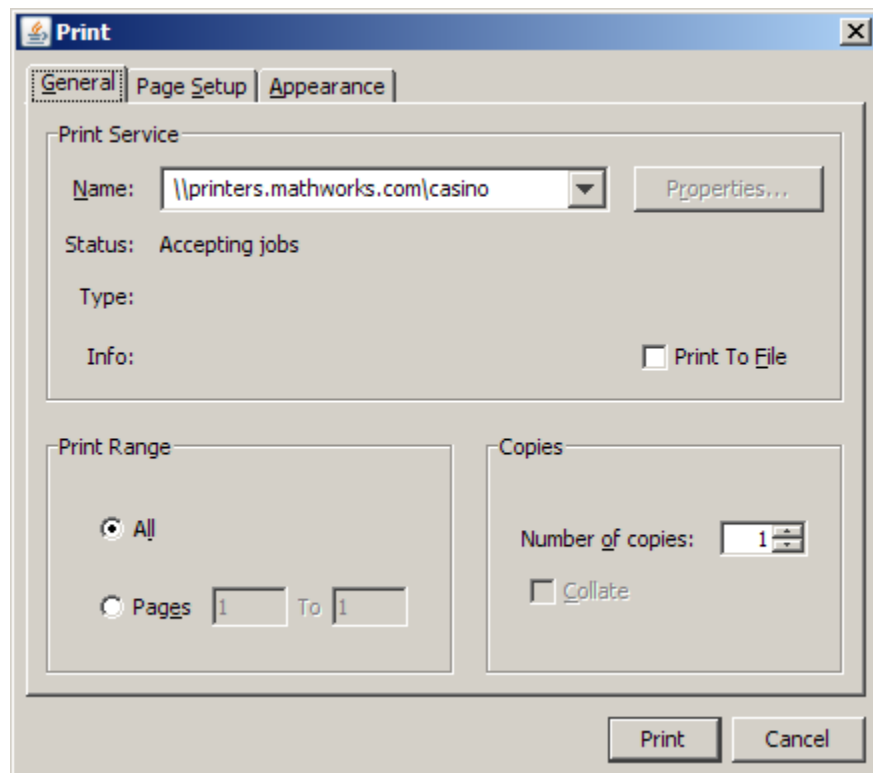 Print
General Page Setup Appearance
Print Service
Name: \\printers.mathworks.com\casino Properties...
Status: Accepting jobs
Type:
Info: Print To File
Print Range
All
Pages 1 To 1
Copies
Number of copies: 1
Collate
Print Cancel